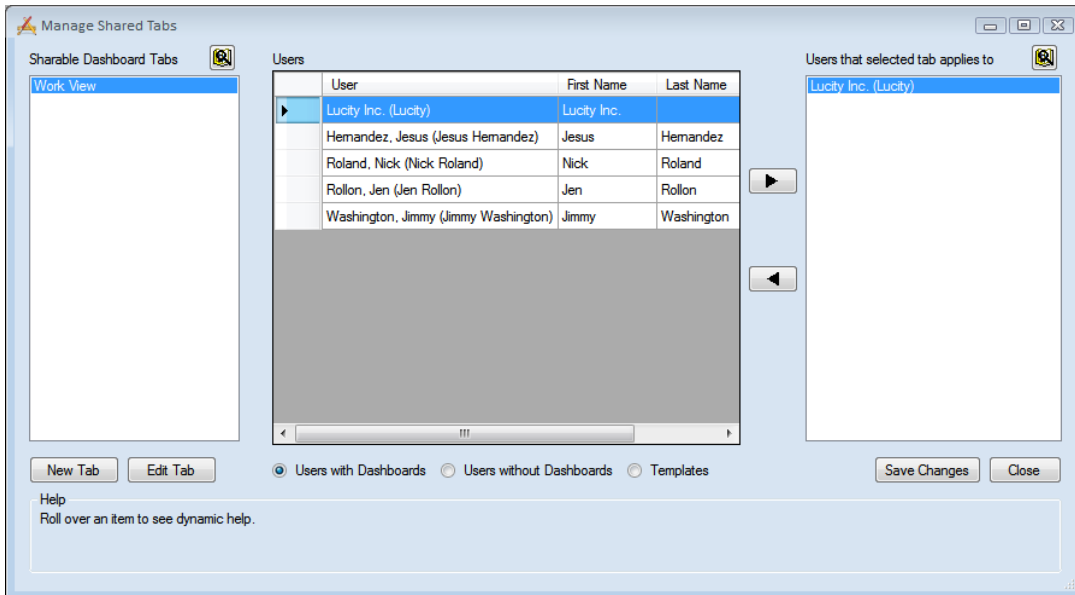 Manage Shared Tabs
Sharable Dashboard Tabs
Users
Users that selected tab applies to
Work View
User First Name Last Name
Lucity Inc. (Lucity) Lucity Inc.
Hernandez, Jesus (Jesus Hernandez) Jesus Hernandez
Roland, Nick (Nick Roland) Nick Roland
Rollon, Jen (Jen Rollon) Jen Rollon
Washington, Jimmy (Jimmy Washington) Jimmy Washington
Lucity Inc. (Lucity)
New Tab Edit Tab
Users with Dashboards Users without Dashboards Templates
Save Changes Close
Help
Roll over an item to see dynamic help.